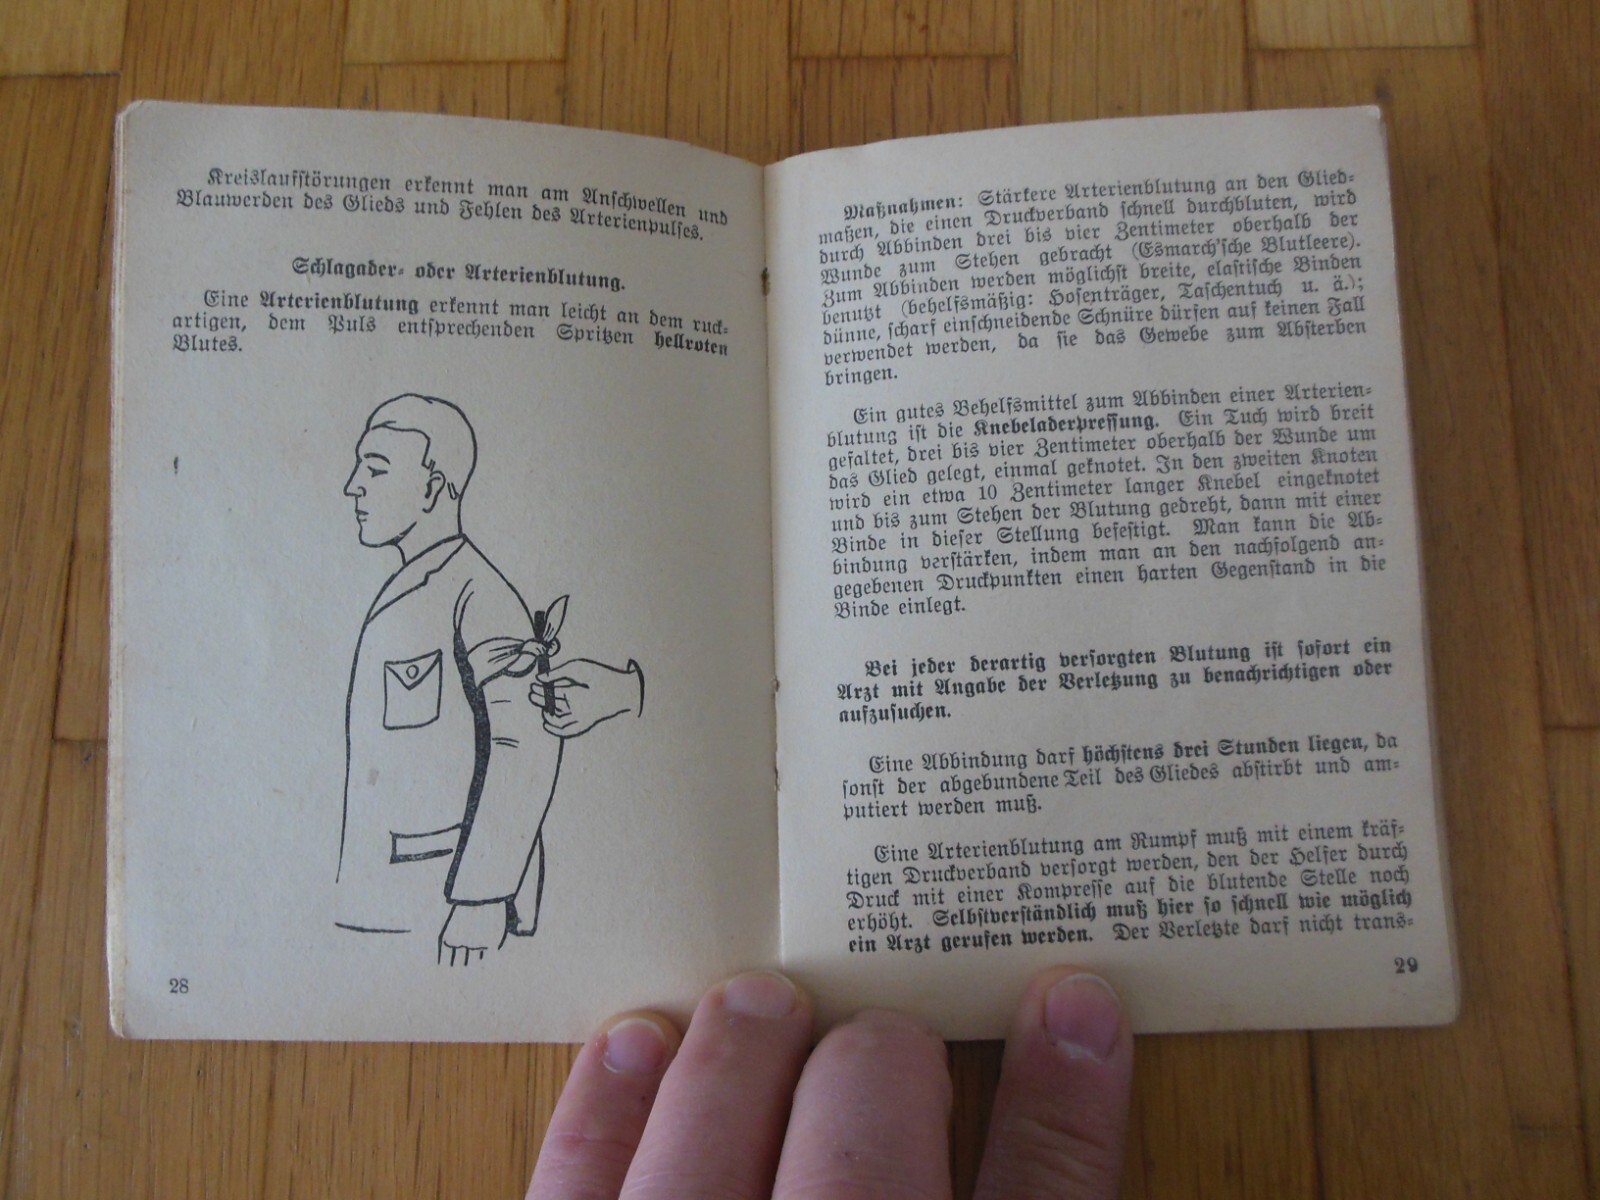 Kreislaufstörungen erkennt man am Anschwellen und
Blauwerden des Glieds und Fehlen des Arterienpulses.
Schlagader- oder Arterienblutung.
Eine Arterienblutung erkennt man leicht an dem ruck-
artigen, dem Puls entsprechenden Spritzen hellroten
Blutes.
28
Maßnahmen: Stärkere Arterienblutung an den Glied-
maßen, die einen Druckverband schnell durchbluten, wird
durch Abbinden drei bis vier Zentimeter oberhalb der
Wunde zum Stehen gebracht (Esmarch'sche Blutleere).
Zum Abbinden werden möglichst breite, elastische Binden
benutzt (behelfsmäßig: Hosenträger, Taschentuch u. ä.);
dünne, scharf einschneidende Schnüre dürfen auf keinen Fall
verwendet werden, da sie das Gewebe zum Absterben
bringen.
Ein gutes Behelfsmittel zum Abbinden einer Arterien-
blutung ist die Knebeladerpressung. Ein Tuch wird breit
gefaltet, drei bis vier Zentimeter oberhalb der Wunde um
das Glied gelegt, einmal geknotet. In den zweiten Knoten
wird ein etwa 10 Zentimeter langer Knebel eingeknotet
und bis zum Stehen der Blutung gedreht, dann mit einer
Binde in dieser Stellung befestigt. Man kann die Ab-
bindung verstärken, indem man an den nachfolgend an-
gegebenen Druckpunkten einen harten Gegenstand in die
Binde einlegt.
Bei jeder derartig versorgten Blutung ist sofort ein
Arzt mit Angabe der Verletzung zu benachrichtigen oder
aufzusuchen.
Eine Abbindung darf höchstens drei Stunden liegen, da
sonst der abgebundene Teil des Gliedes abstirbt und am-
putiert werden muß.
Eine Arterienblutung am Rumpf muß mit einem kräf-
tigen Druckverband versorgt werden, den der Helfer durch
Druck mit einer Kompresse auf die blutende Stelle noch
erhöht. Selbstverständlich muß hier so schnell wie möglich
ein Arzt gerufen werden. Der Verletzte darf nicht trans-
29